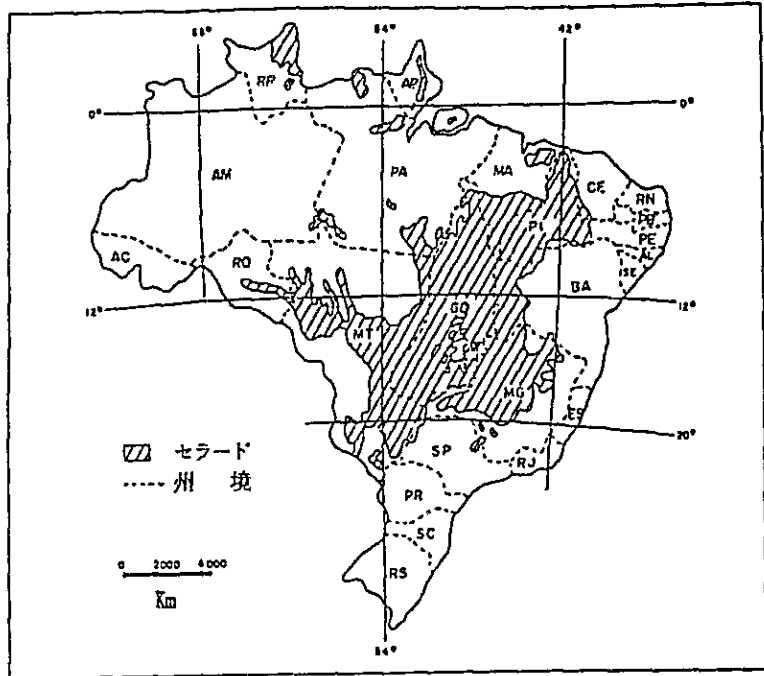 66° 54° 42°
RR AP
0° 0°
AM PA MA CE
RN
PB
PI PE
AL
AC RO SE
BA
12° 12°
GO
MT
MG
ES
20°
セラード SP
州 境 RJ
PR
SC
0 2000 4000
RS
Km
54°